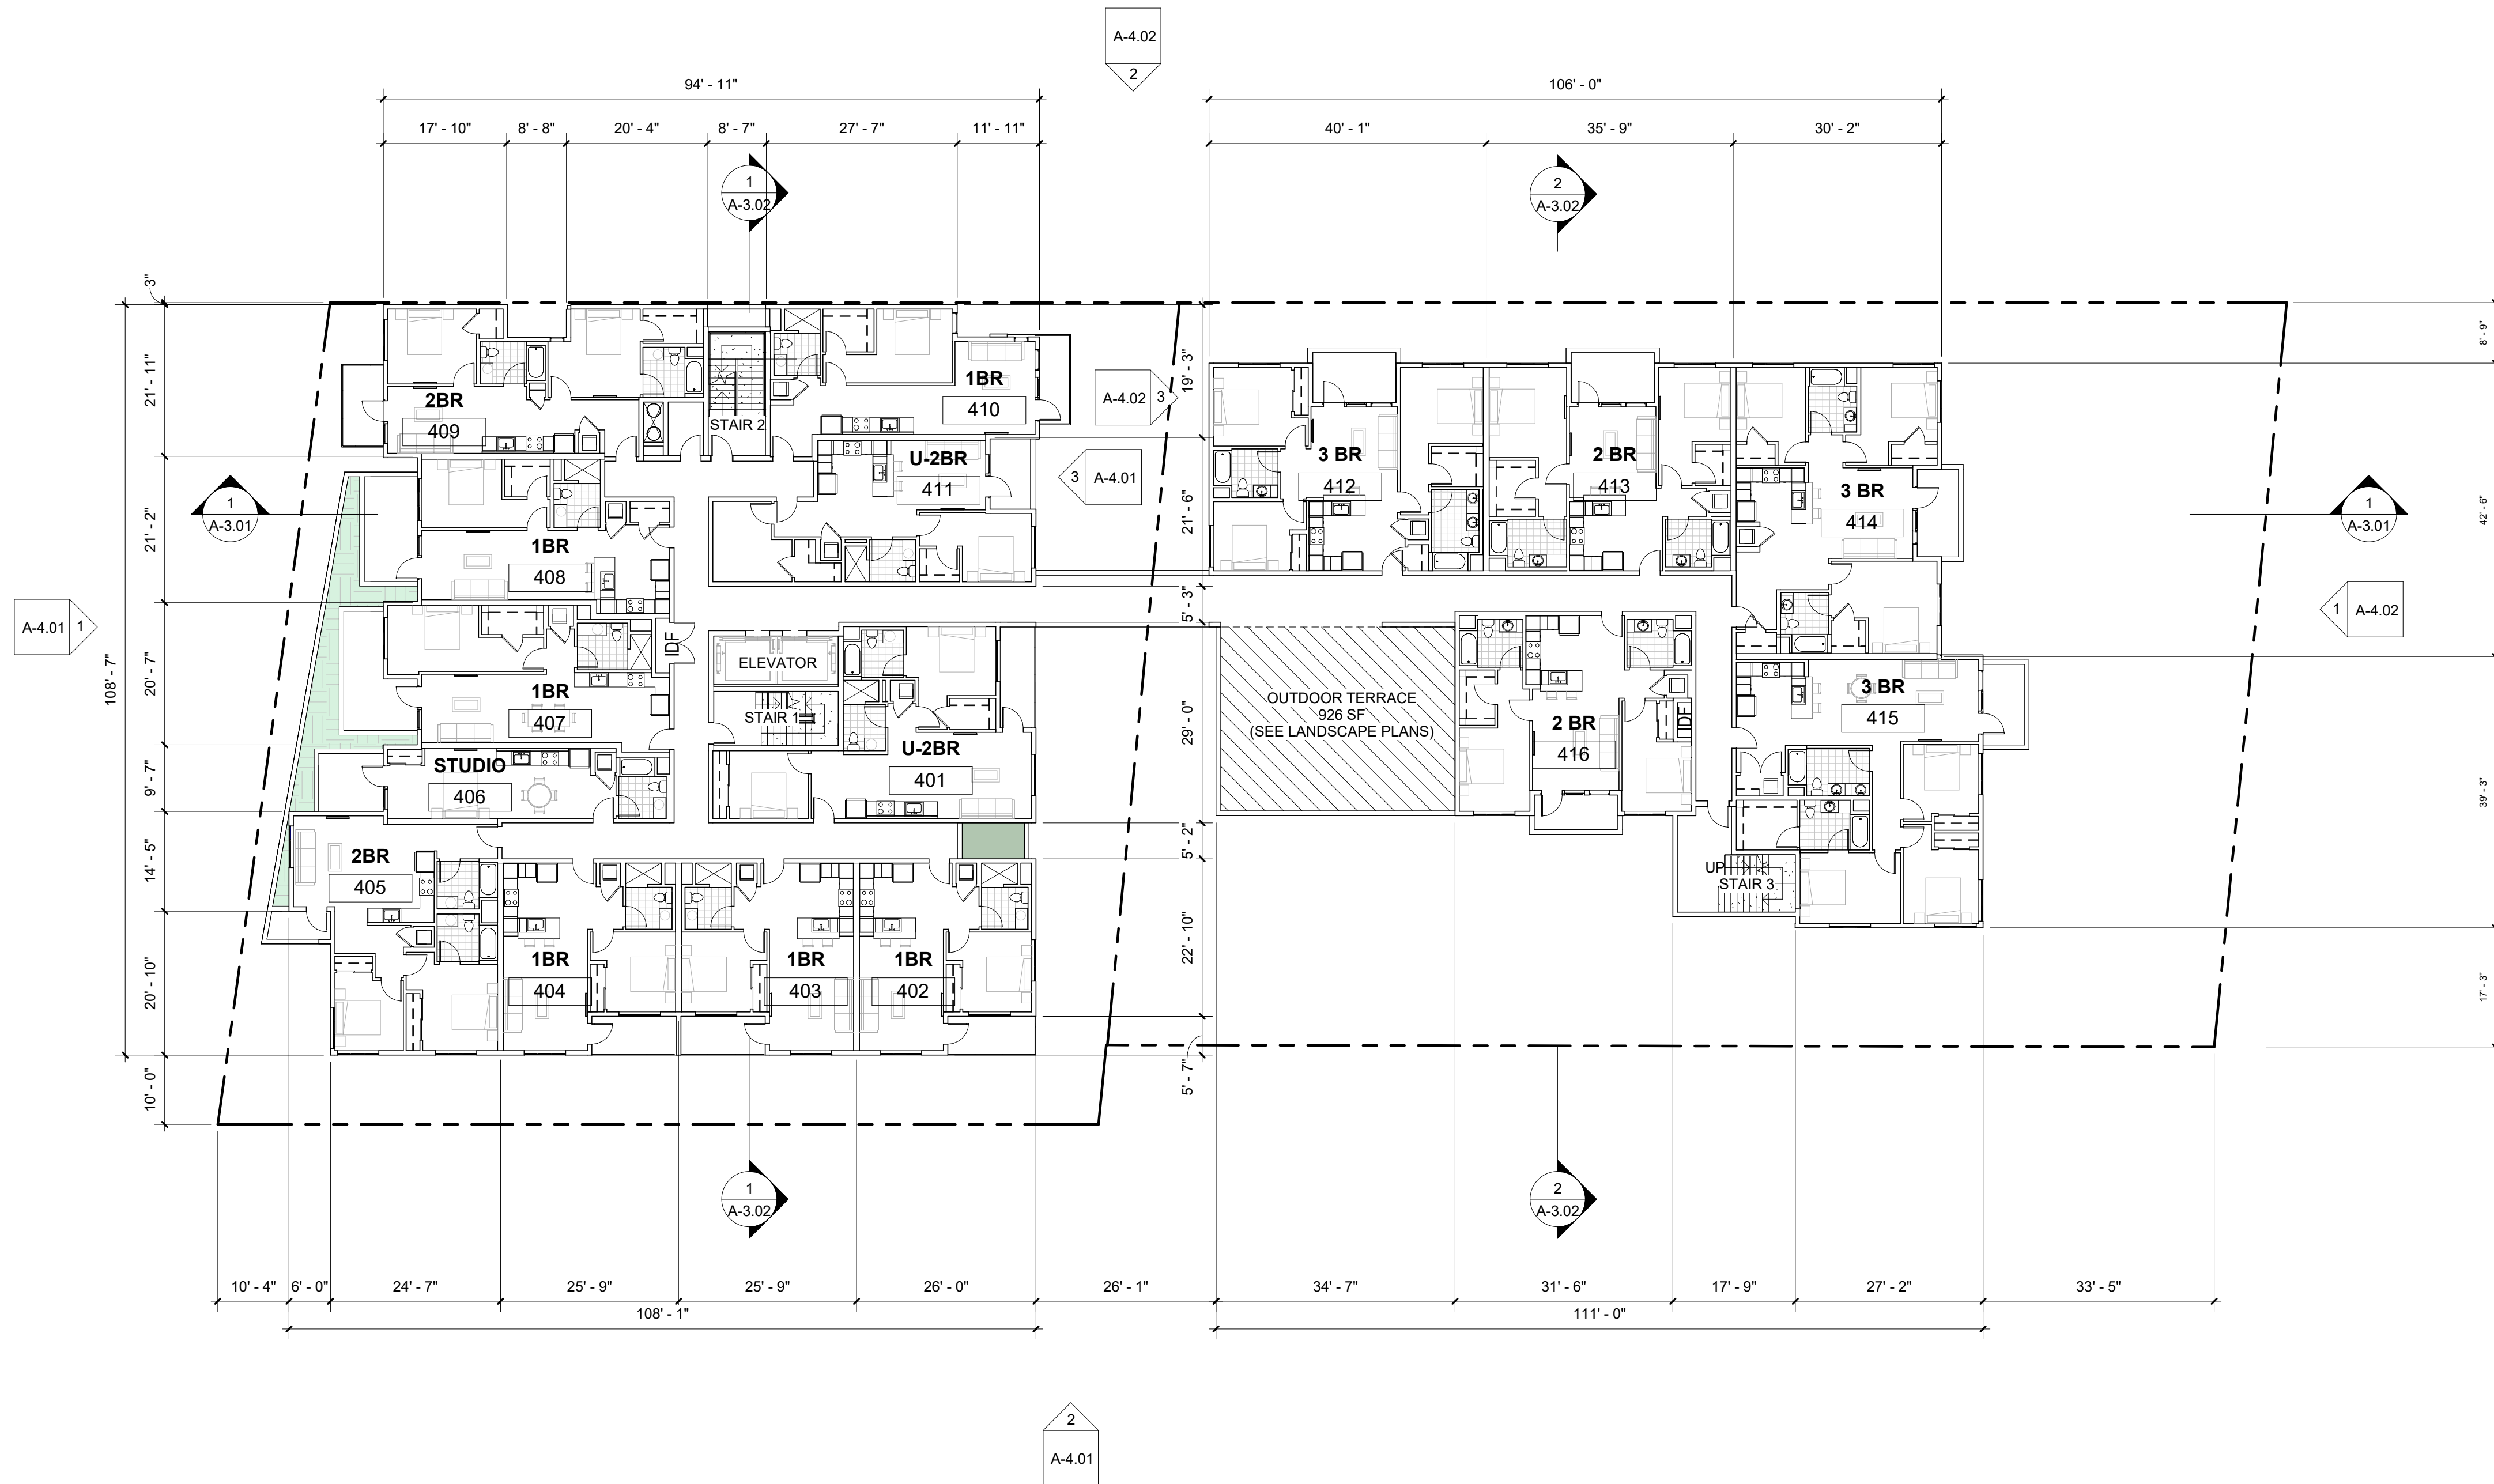 A-4.02
2
94' - 11"
106' - 0"
17' - 10"
8' - 8"
20' - 4"
8' - 7"
27' - 7"
11' - 11"
40' - 1"
35' - 9"
30' - 2"
1
A-3.02
2
A-3.02
3"
21' - 11"
21' - 2"
20' - 7"
9' - 7"
14' - 5"
20' - 10"
10' - 0"
108' - 7"
19' - 3"
21' - 6"
5' - 3"
29' - 0"
5' - 2"
22' - 10"
5' - 7"
8' - 9"
42' - 6"
39' - 3"
17' - 3"
2BR
409
STAIR 2
1BR
410
A-4.02
3
U-2BR
411
3
A-4.01
3 BR
412
2 BR
413
3 BR
414
1
A-3.01
1
A-3.01
1BR
408
A-4.01
1
1
A-4.02
IDF
ELEVATOR
1BR
407
STAIR 1
U-2BR
401
OUTDOOR TERRACE
926 SF
(SEE LANDSCAPE PLANS)
2 BR
416
IDF
3 BR
415
STUDIO
406
2BR
405
UP
STAIR 3
1BR
404
1BR
403
1BR
402
1
A-3.02
2
A-3.02
10' - 4"
6' - 0"
24' - 7"
25' - 9"
25' - 9"
26' - 0"
26' - 1"
34' - 7"
31' - 6"
17' - 9"
27' - 2"
33' - 5"
108' - 1"
111' - 0"
2
A-4.01